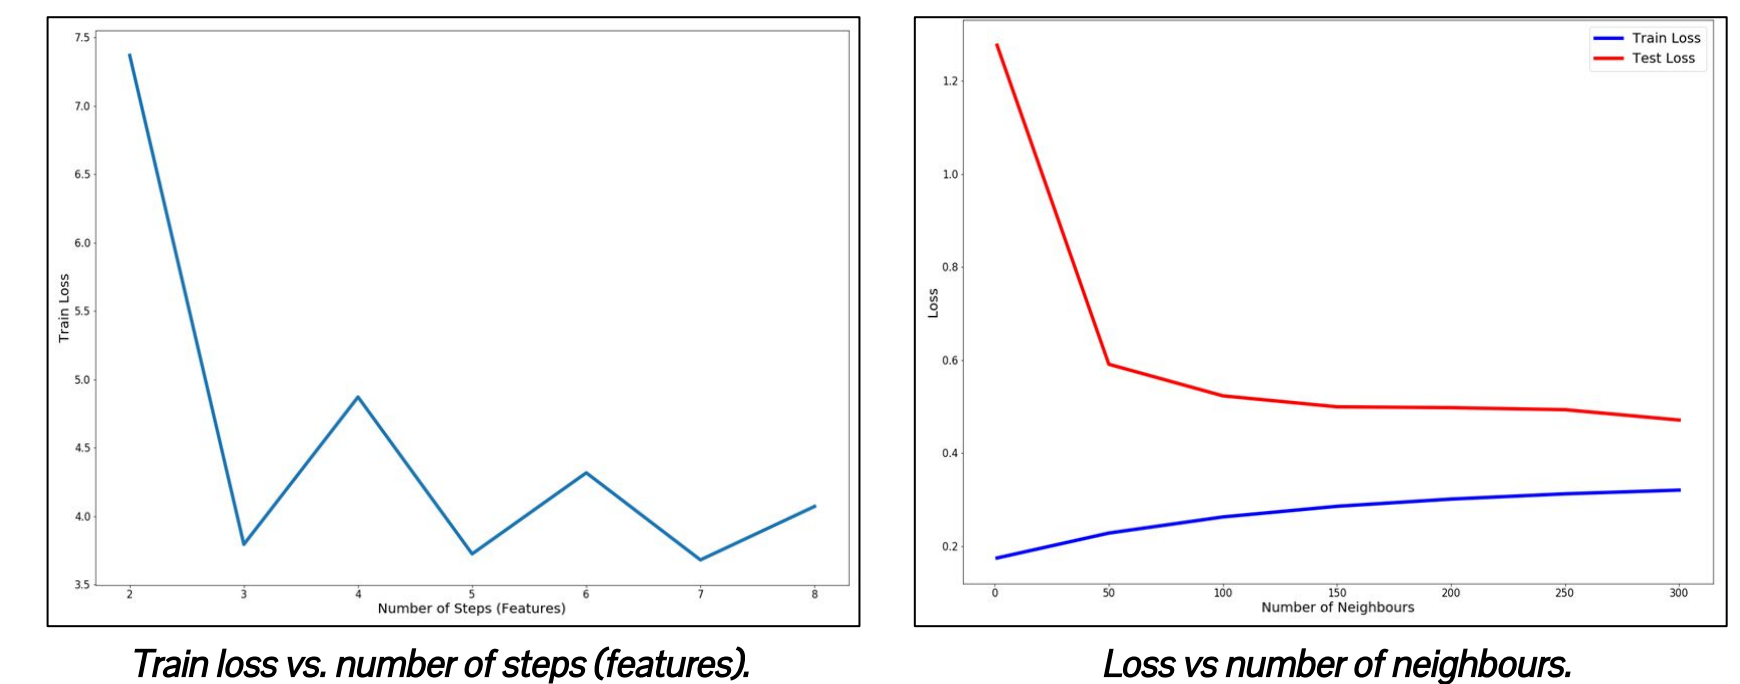 7.5
7.0
6.5
6.0
5.5
5.0
4.5
4.0
3.5
Train Loss
2 3 4 5 6 7 8
Number of Steps (Features)
Train loss vs. number of steps (features).
Train Loss
Test Loss
1.2
1.0
0.8
0.6
0.4
0.2
Loss
0 50 100 150 200 250 300
Number of Neighbours
Loss vs number of neighbours.